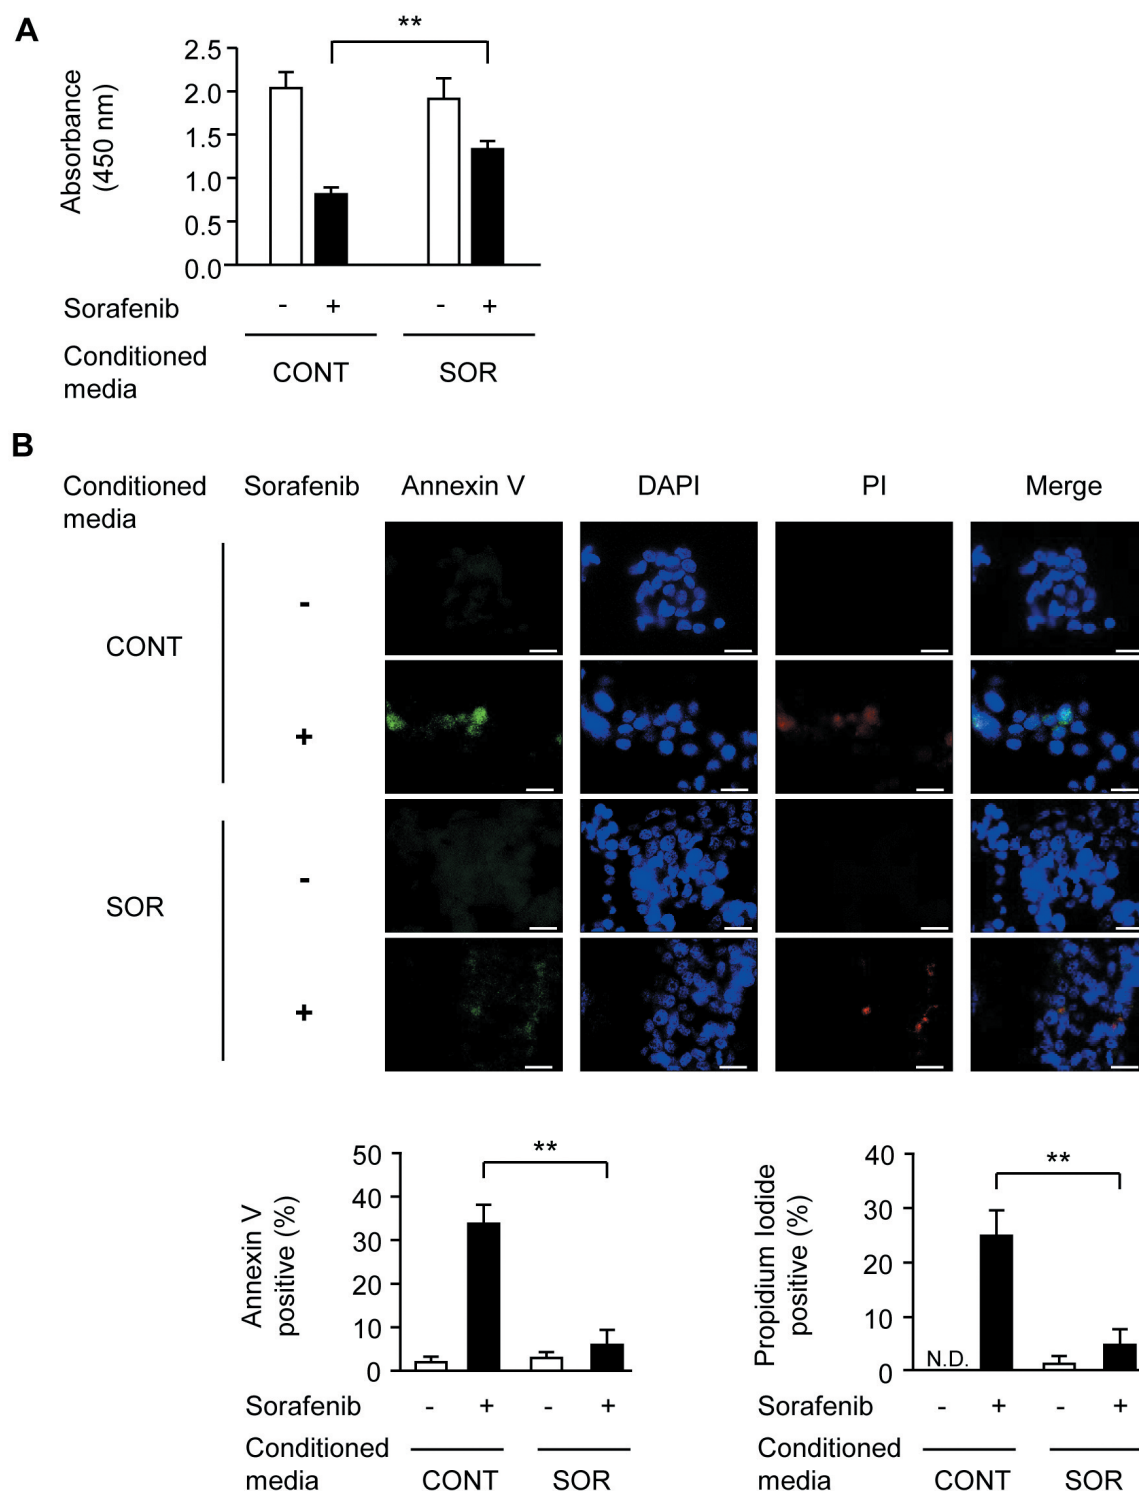 A
**
2.5
2.0
1.5
1.0
0.5
0.0
Absorbance
(450 nm)
Sorafenib - + - +
Conditioned
media
CONT SOR
B
Conditioned
media
Sorafenib Annexin V DAPI PI Merge
-
CONT
+
-
SOR
+
**
50
40
30
20
10
0
Annexin V
positive (%)
Sorafenib - + - +
Conditioned
media
CONT SOR
**
40
30
20
10
0
Propidium Iodide
positive (%)
N.D.
Sorafenib - + - +
Conditioned
media
CONT SOR